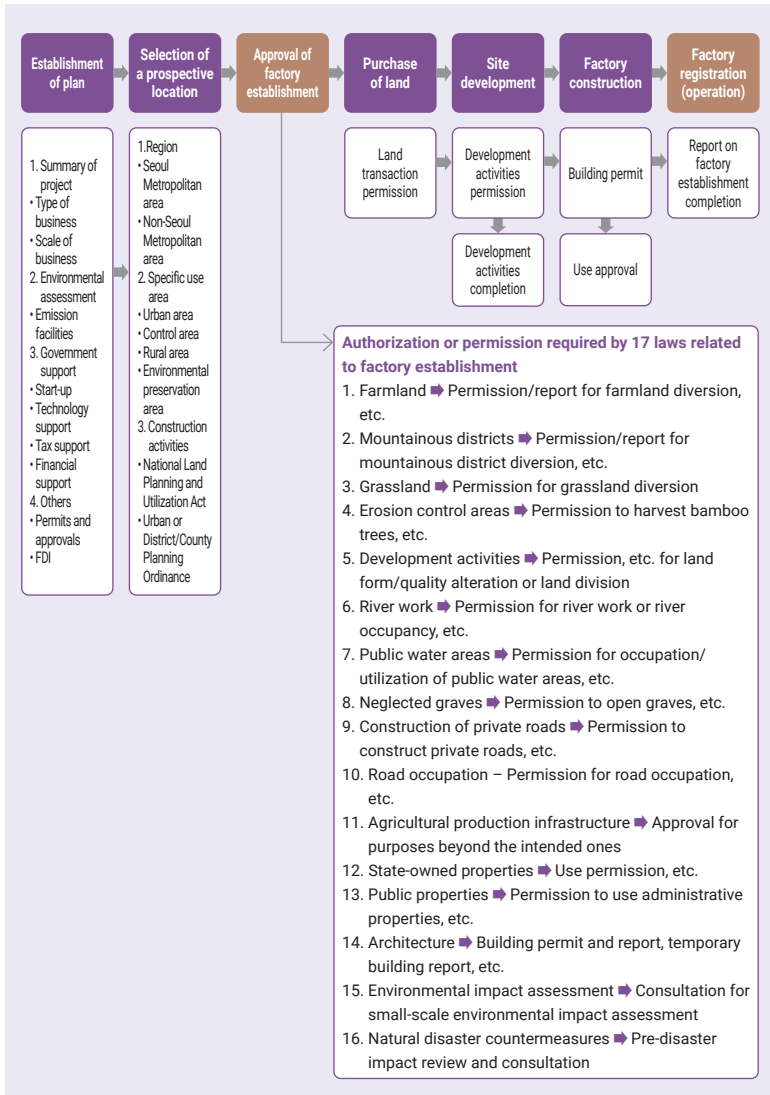 Establishment
of plan
Selection of
a prospective
location
Approval of
factory
establishment
Purchase
of land
Site
development
Factory
construction
Factory
registration
(operation)
1. Summary of
project
• Type of
business
• Scale of
business
2. Environmental
assessment
• Emission
facilities
3. Government
support
• Start-up
• Technology
support
• Tax support
• Financial
support
4. Others
• Permits and
approvals
• FDI
1.Region
• Seoul
Metropolitan
area
• Non-Seoul
Metropolitan
area
2. Specific use
area
• Urban area
• Control area
• Rural area
• Environmental
preservation
area
3. Construction
activities
• National Land
Planning and
Utilization Act
• Urban or
District/County
Planning
Ordinance
Land
transaction
permission
Development
activities
permission
Building permit
Report on
factory
establishment
completion
Development
activities
completion
Use approval
Authorization or permission required by 17 laws related
to factory establishment
1. Farmland ➡ Permission/report for farmland diversion,
etc.
2. Mountainous districts ➡ Permission/report for
mountainous district diversion, etc.
3. Grassland ➡ Permission for grassland diversion
4. Erosion control areas ➡ Permission to harvest bamboo
trees, etc.
5. Development activities ➡ Permission, etc. for land
form/quality alteration or land division
6. River work ➡ Permission for river work or river
occupancy, etc.
7. Public water areas ➡ Permission for occupation/
utilization of public water areas, etc.
8. Neglected graves ➡ Permission to open graves, etc.
9. Construction of private roads ➡ Permission to
construct private roads, etc.
10. Road occupation – Permission for road occupation,
etc.
11. Agricultural production infrastructure ➡ Approval for
purposes beyond the intended ones
12. State-owned properties ➡ Use permission, etc.
13. Public properties ➡ Permission to use administrative
properties, etc.
14. Architecture ➡ Building permit and report, temporary
building report, etc.
15. Environmental impact assessment ➡ Consultation for
small-scale environmental impact assessment
16. Natural disaster countermeasures ➡ Pre-disaster
impact review and consultation